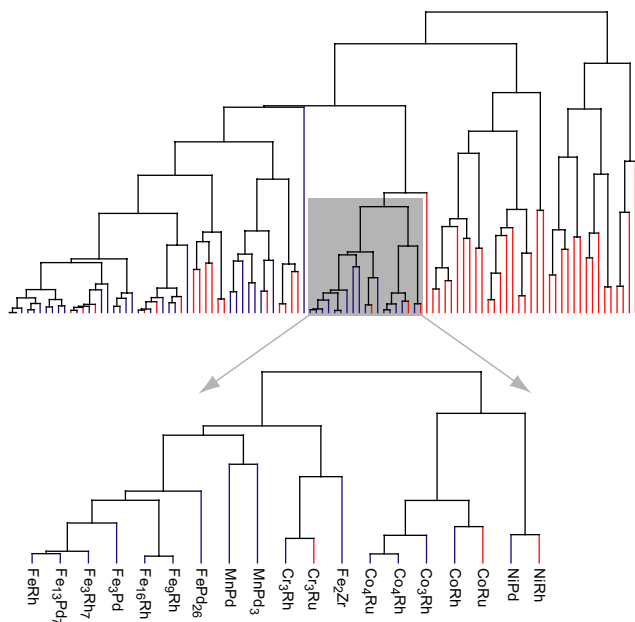 FeRh
Fe13Pd7
Fe3Rh7
Fe3Pd
Fe16Rh
Fe9Rh
FePd26
MnPd
MnPd3
Cr3Rh
Cr3Ru
Fe2Zr
Co4Ru
Co4Rh
Co3Rh
CoRh
CoRu
NiPd
NiRh